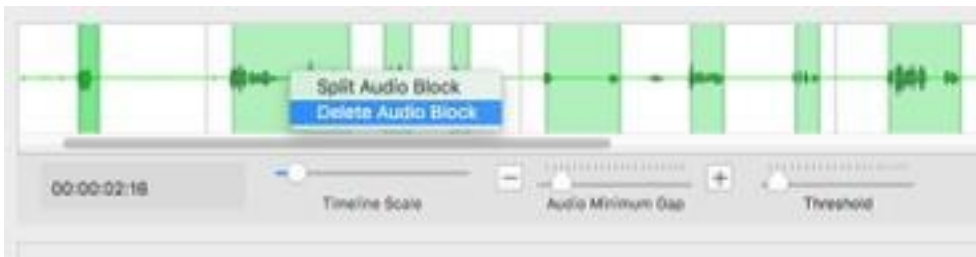 Split Audio Block
Delete Audio Block
00:00:02:16
Timeline Scale
Audio Minimum Gap
Threshold